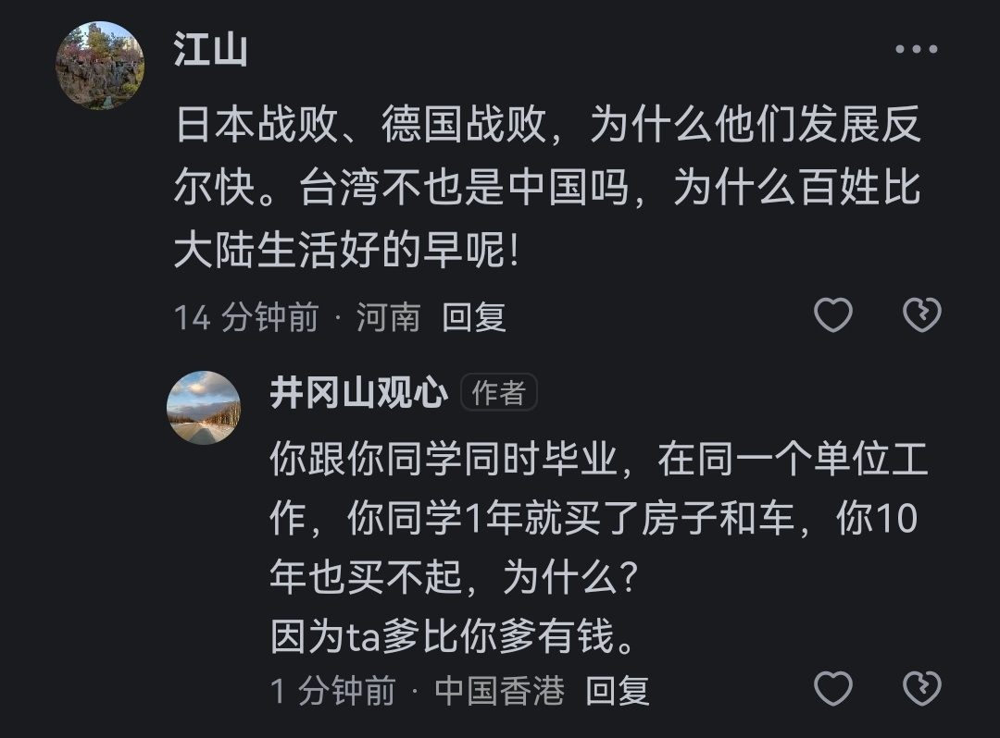 江山
日本战败、德国战败，为什么他们发展反
尔快。台湾不也是中国吗，为什么百姓比
大陆生活好的早呢！
14 分钟前 · 河南 回复
井冈山观心 作者
你跟你同学同时毕业，在同一个单位工
作，你同学1年就买了房子和车，你10
年也买不起，为什么？
因为ta爹比你爹有钱。
1 分钟前 · 中国香港 回复